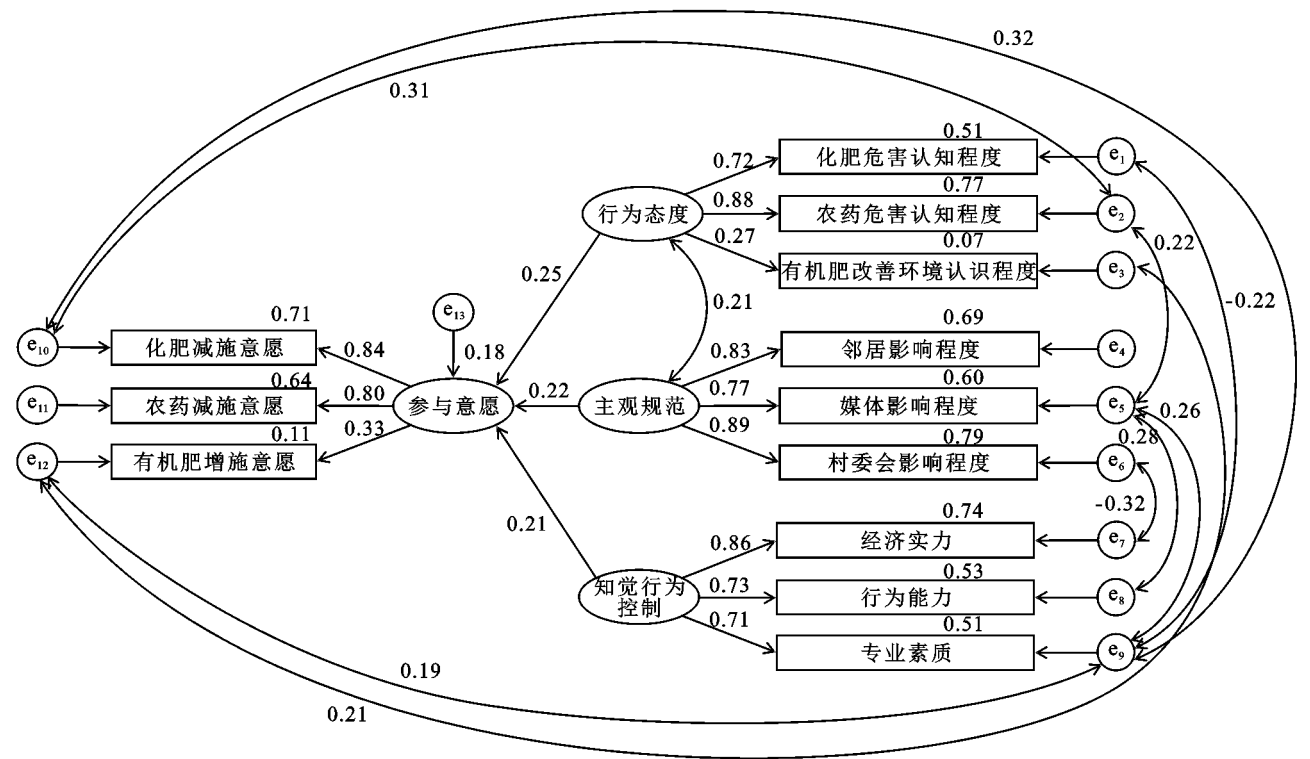 0.32
0.31
0.51
化肥危害认知程度
e1
0.72
0.77
行为态度
0.88
农药危害认知程度
e2
0.27
0.07
0.22
有机肥改善环境认识程度
e3
0.25
0.21
-0.22
e13
0.71
0.69
e10
化肥减施意愿
0.84
0.18
0.83
邻居影响程度
e4
0.64
0.60
e11
农药减施意愿
0.80
参与意愿
0.22
主观规范
0.77
媒体影响程度
e5
0.26
0.11
0.33
0.89
0.79
0.28
e12
有机肥增施意愿
村委会影响程度
e6
0.21
-0.32
0.74
0.86
经济实力
e7
知觉行为
控制
0.73
0.53
行为能力
e8
0.71
0.51
专业素质
e9
0.19
0.21